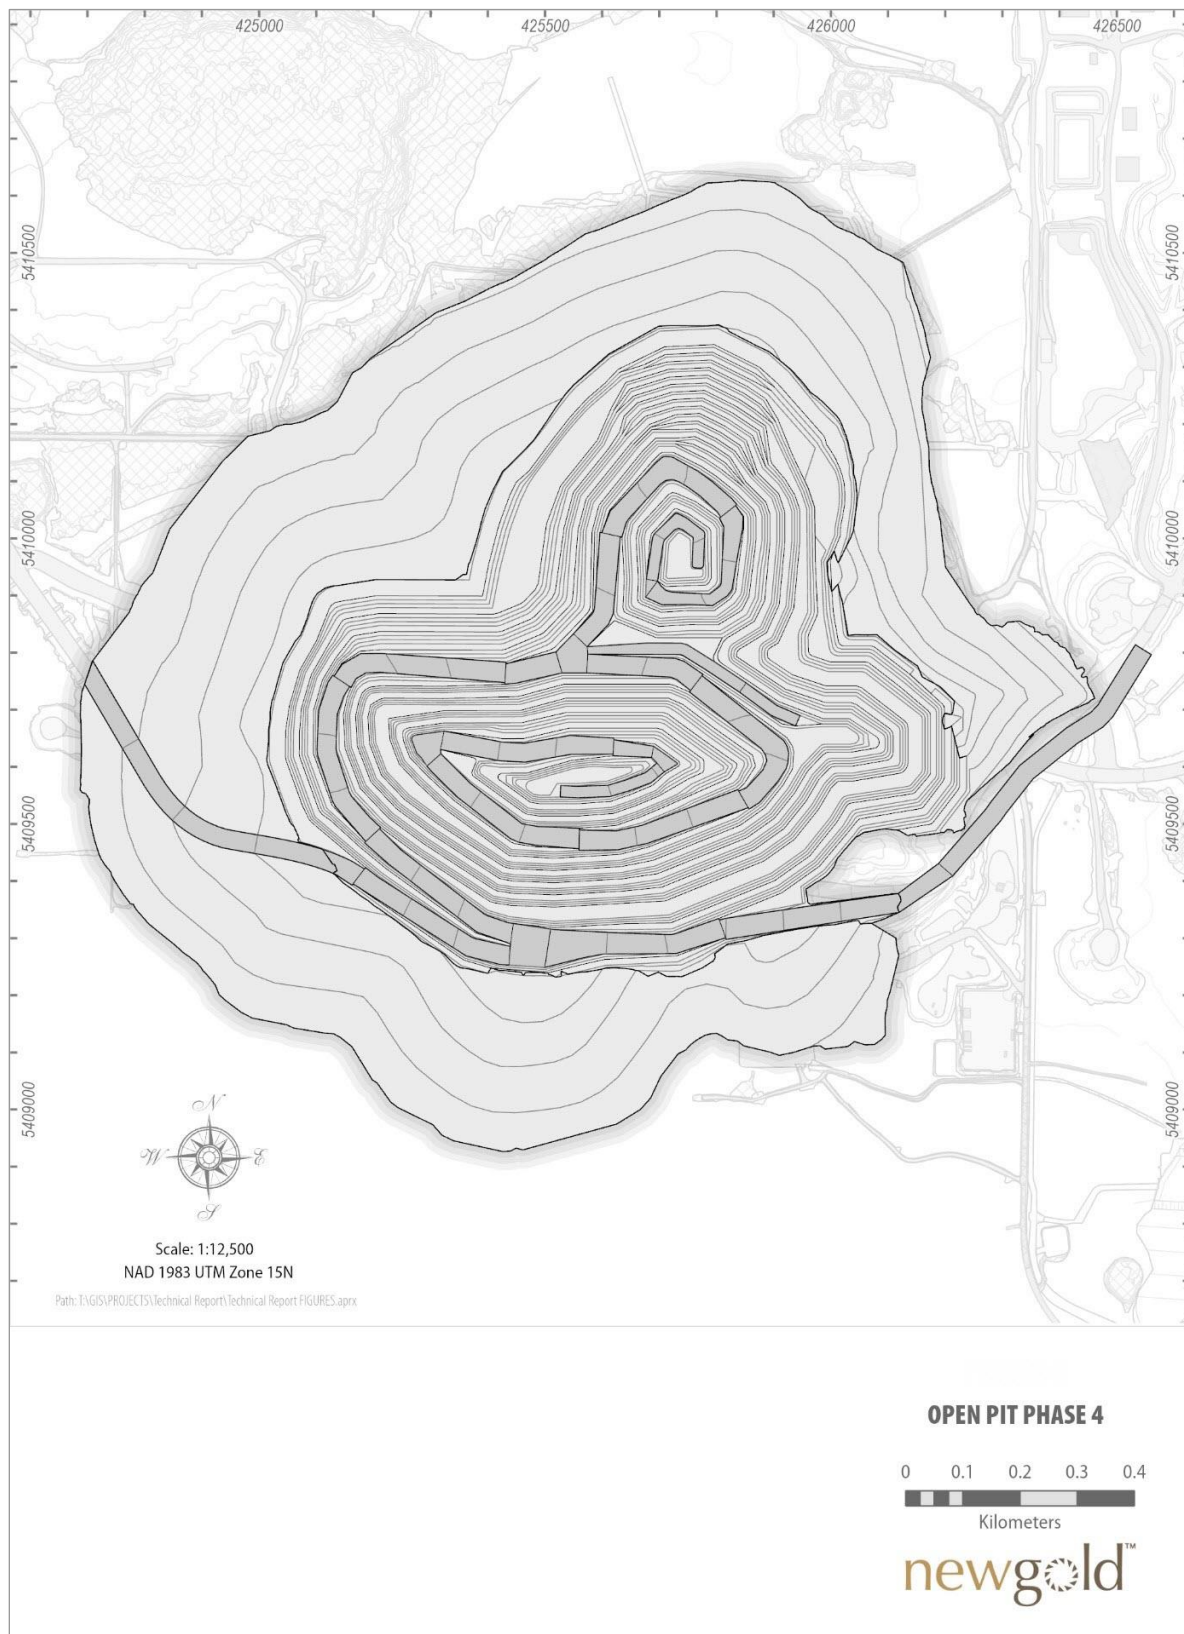 425000 425500 426000 426500
5410500 5410500
5410000 5410000
5409500 5409500
5409000 5409000
N
W E
S
Scale: 1:12,500
NAD 1983 UTM Zone 15N
Path: T:\GIS\PROJECTS\Technical Report\Technical Report FIGURES.aprx
OPEN PIT PHASE 4
0 0.1 0.2 0.3 0.4
Kilometers
newgold™